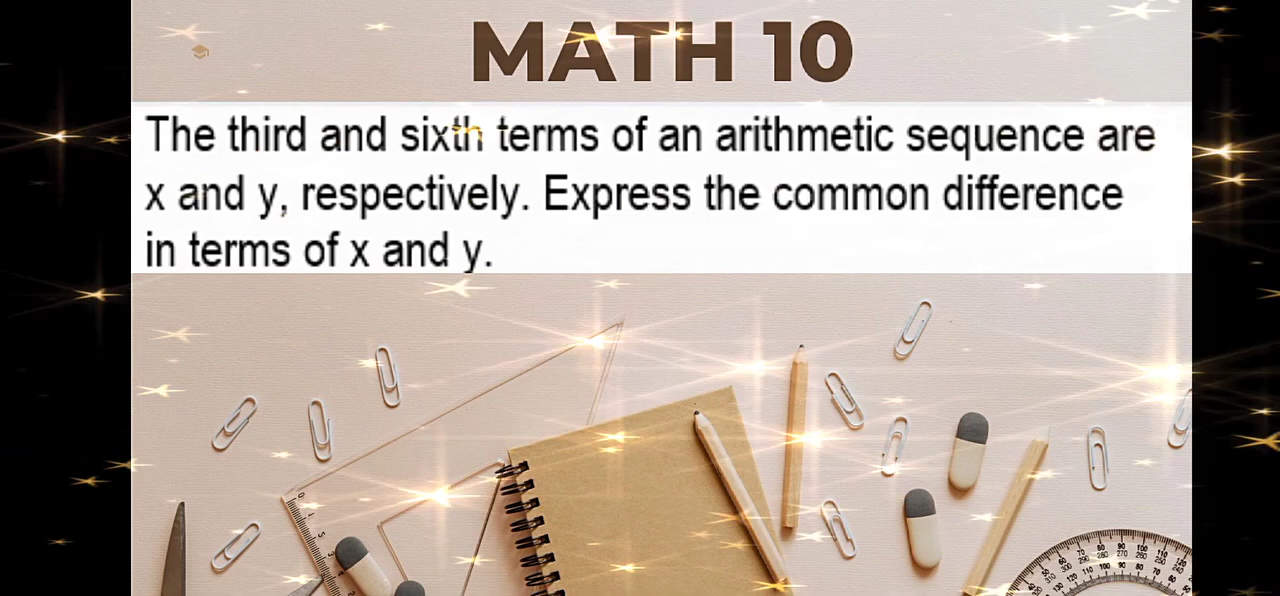 MATH 10
The third and sixth terms of an arithmetic sequence are
x and y, respectively. Express the common difference
in terms of x and y.